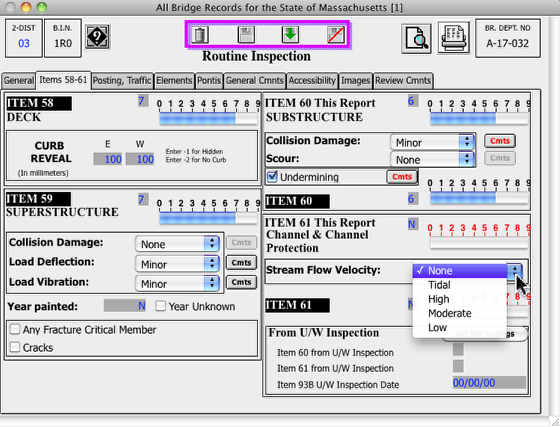 All Bridge Records for the State of Massachusetts [1]
2-DIST
03
B.I.N.
1R0
?
Routine Inspection
BR. DEPT NO
A-17-032
General
Items 58-61
Posting, Traffic
Elements
Pontis
General Cmnts
Accessibility
Images
Review Cmnts
ITEM 58
DECK
7
0 1 2 3 4 5 6 7 8 9
CURB
REVEAL
(In millimeters)
E
W
100
100
Enter -1 for Hidden
Enter -2 for No Curb
ITEM 59
SUPERSTRUCTURE
7
0 1 2 3 4 5 6 7 8 9
Collision Damage:
None
Cmts
Load Deflection:
Minor
Cmts
Load Vibration:
Minor
Cmts
Year painted:
N
Year Unknown
Any Fracture Critical Member
Cracks
ITEM 60 This Report
SUBSTRUCTURE
6
0 1 2 3 4 5 6 7 8 9
Collision Damage:
Minor
Cmts
Scour:
None
Cmts
Undermining
Cmts
ITEM 60
6
0 1 2 3 4 5 6 7 8 9
ITEM 61 This Report
Channel & Channel
Protection
N
0 1 2 3 4 5 6 7 8 9
Stream Flow Velocity:
✓ None
Tidal
High
Moderate
Low
ITEM 61
N
8 9
From U/W Inspection
Item 60 from U/W Inspection
Item 61 from U/W Inspection
Item 93B U/W Inspection Date
00/00/00